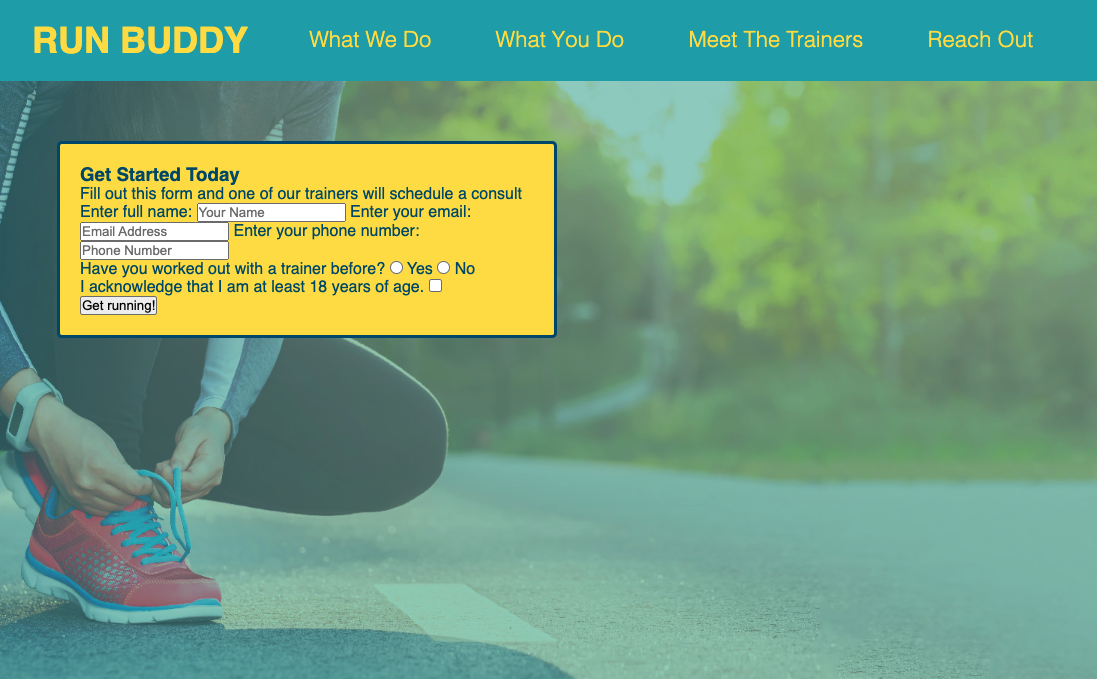 RUN BUDDY What We Do What You Do Meet The Trainers Reach Out
Get Started Today
Fill out this form and one of our trainers will schedule a consult
Enter full name: Your Name Enter your email:
Email Address Enter your phone number:
Phone Number
Have you worked out with a trainer before? Yes No
I acknowledge that I am at least 18 years of age.
Get running!